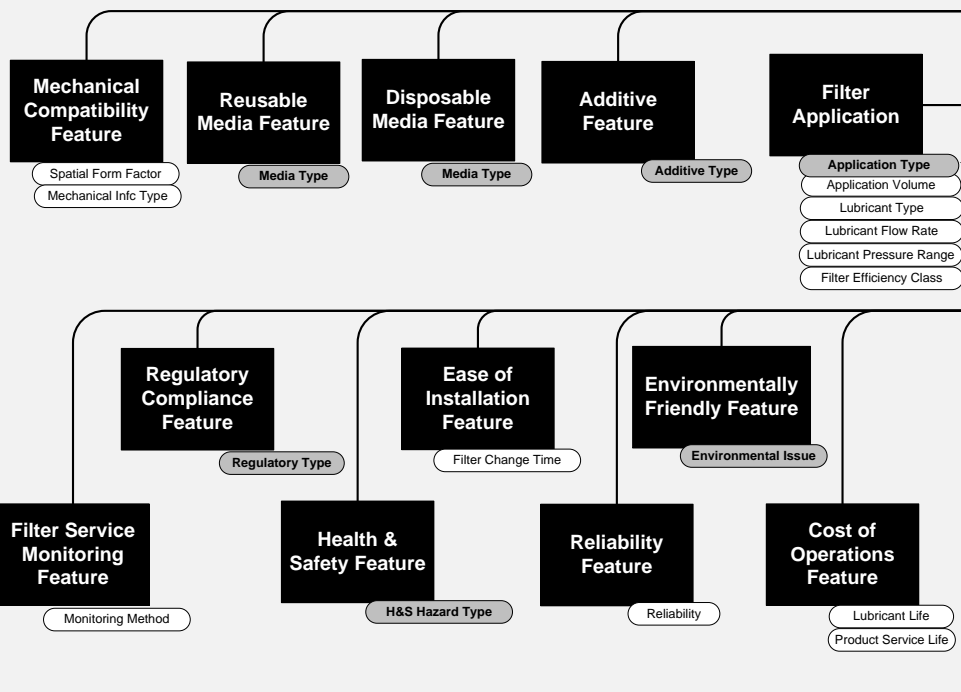 Mechanical
Compatibility
Feature
Spatial Form Factor
Mechanical Infc Type
Reusable
Media Feature
Media Type
Disposable
Media Feature
Media Type
Additive
Feature
Additive Type
Filter
Application
Application Type
Application Volume
Lubricant Type
Lubricant Flow Rate
Lubricant Pressure Range
Filter Efficiency Class
Regulatory
Compliance
Feature
Regulatory Type
Ease of
Installation
Feature
Filter Change Time
Environmentally
Friendly Feature
Environmental Issue
Filter Service
Monitoring
Feature
Monitoring Method
Health &
Safety Feature
H&S Hazard Type
Reliability
Feature
Reliability
Cost of
Operations
Feature
Lubricant Life
Product Service Life